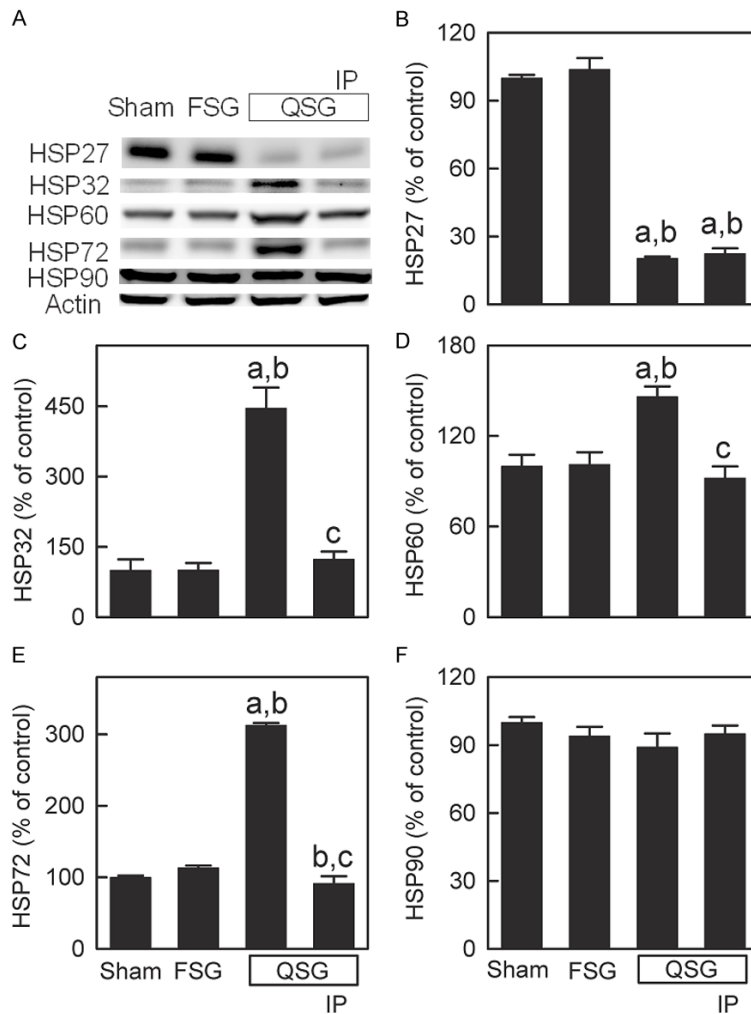 A
IP
Sham FSG QSG
HSP27
HSP32
HSP60
HSP72
HSP90
Actin
B
HSP27 (% of control)
120
90
60
30
0
a,b a,b
C
HSP32 (% of control)
450
300
150
0
a,b
c
D
HSP60 (% of control)
180
120
60
0
a,b
c
E
HSP72 (% of control)
300
200
100
0
a,b
b,c
Sham FSG QSG
IP
F
HSP90 (% of control)
120
90
60
30
0
Sham FSG QSG
IP